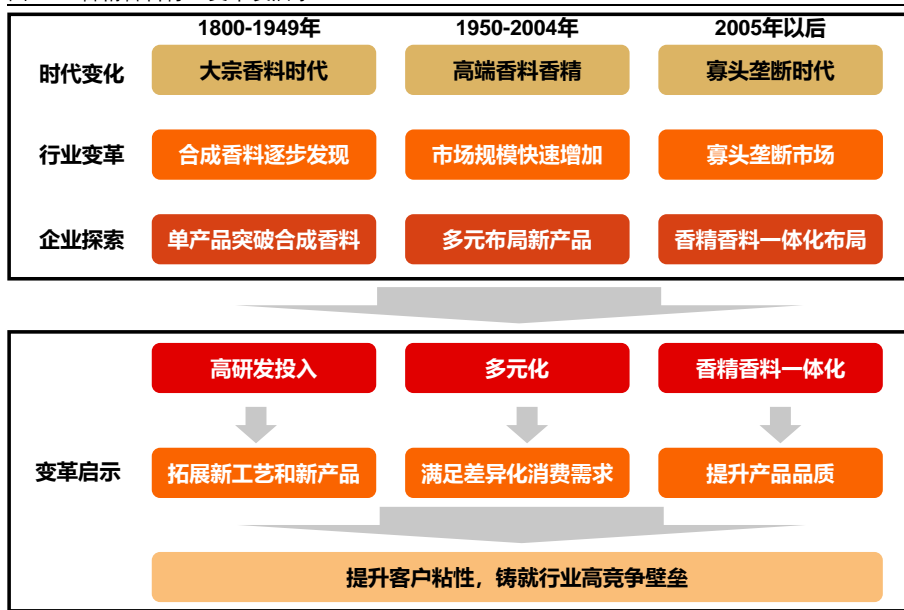 1800-1949年 1950-2004年 2005年以后
时代变化 大宗香料时代 高端香料香精 寡头垄断时代
行业变革 合成香料逐步发现 市场规模快速增加 寡头垄断市场
企业探索 单产品突破合成香料 多元布局新产品 香精香料一体化布局
高研发投入 多元化 香精香料一体化
变革启示 拓展新工艺和新产品 满足差异化消费需求 提升产品品质
提升客户粘性，铸就行业高竞争壁垒